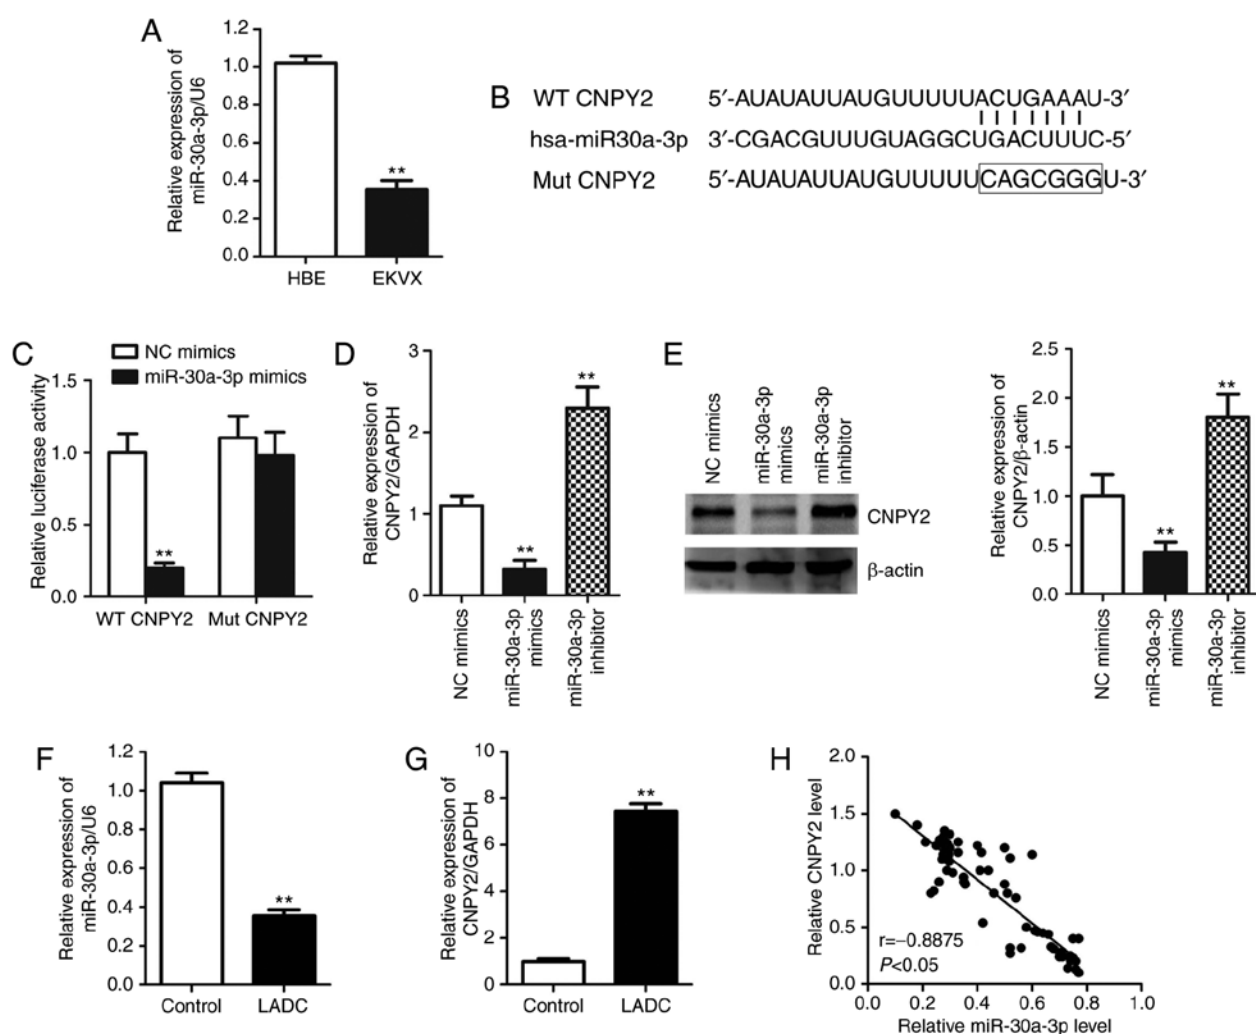 A
Relative expression of
miR-30a-3p/U6
1.2
1.0
0.8
0.6
0.4
0.2
0.0
**
HBE
EKVX
B
WT CNPY2 5′-AUAUAUUAUGUUUUUACUGAAAU-3′
hsa-miR30a-3p 3′-CGACGUUUGUAGGCUGACUUUC-5′
Mut CNPY2 5′-AUAUAUUAUGUUUUUCAGCGGGU-3′
C
NC mimics
miR-30a-3p mimics
Relative luciferase activity
1.5
1.0
0.5
0.0
**
WT CNPY2
Mut CNPY2
D
Relative expression of
CNPY2/GAPDH
3
2
1
0
**
**
NC mimics
miR-30a-3p
mimics
miR-30a-3p
inhibitor
E
NC mimics
miR-30a-3p
mimics
miR-30a-3p
inhibitor
CNPY2
β-actin
Relative expression of
CNPY2/β-actin
2.5
2.0
1.5
1.0
0.5
0.0
**
**
NC mimics
miR-30a-3p
mimics
miR-30a-3p
inhibitor
F
Relative expression of
miR-30a-3p/U6
1.2
1.0
0.8
0.6
0.4
0.2
0.0
**
Control
LADC
G
Relative expression of
CNPY2/GAPDH
10
8
6
4
2
0
**
Control
LADC
H
Relative CNPY2 level
2.0
1.5
1.0
0.5
0.0
r=−0.8875
P<0.05
0.0
0.2
0.4
0.6
0.8
1.0
Relative miR-30a-3p level